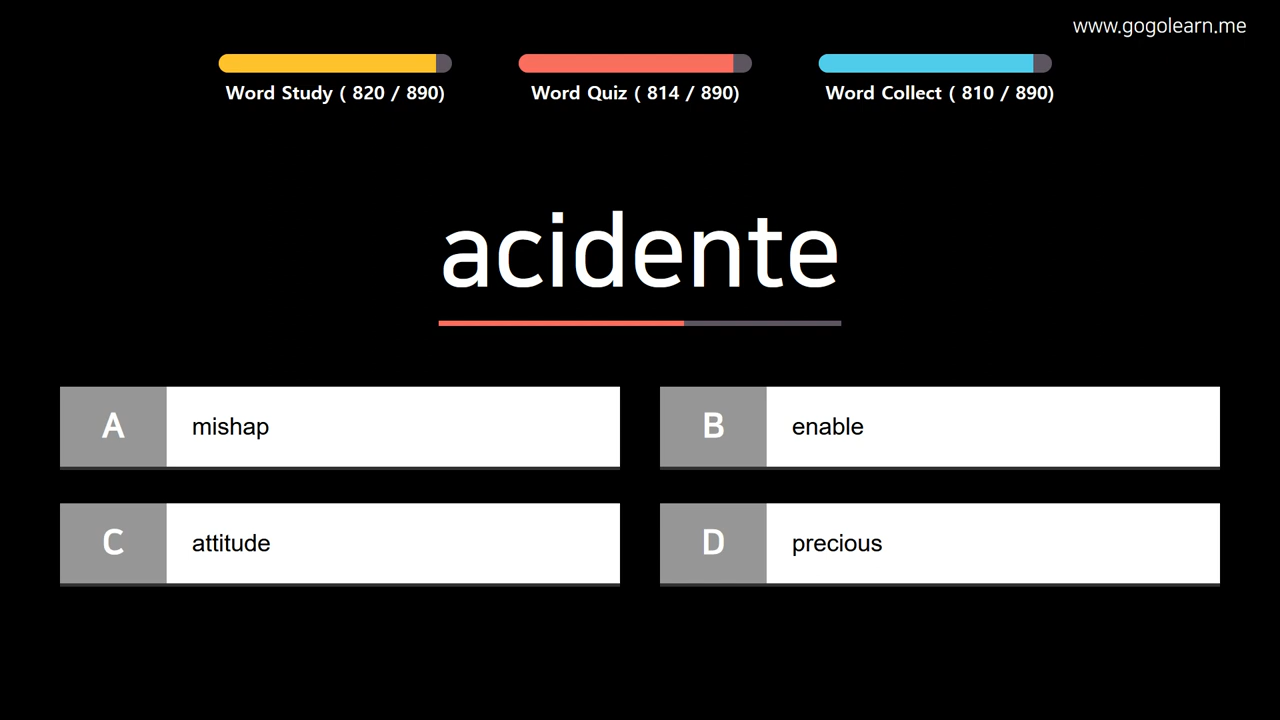 www.gogolearn.me
Word Study ( 820 / 890)
Word Quiz ( 814 / 890)
Word Collect ( 810 / 890)
acidente
A mishap
B enable
C attitude
D precious